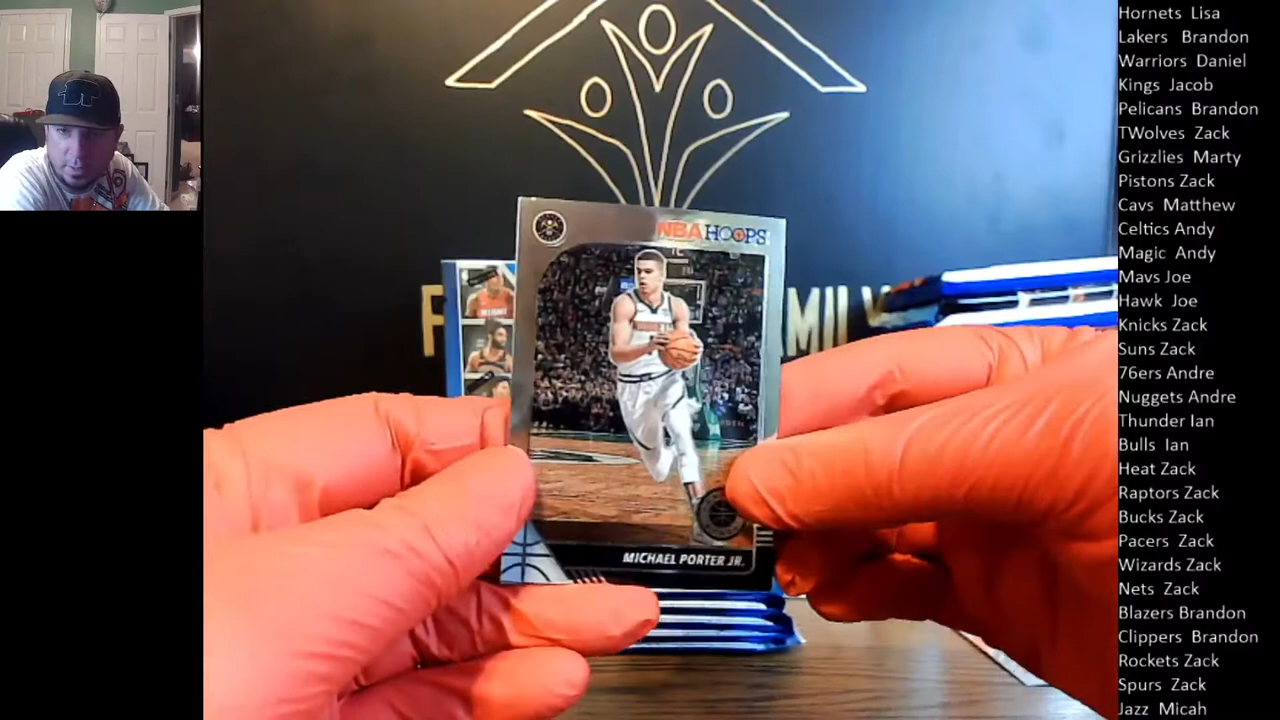 NBA HOOPS
MICHAEL PORTER JR.
Hornets Lisa
Lakers Brandon
Warriors Daniel
Kings Jacob
Pelicans Brandon
TWolves Zack
Grizzlies Marty
Pistons Zack
Cavs Matthew
Celtics Andy
Magic Andy
Mavs Joe
Hawk Joe
Knicks Zack
Suns Zack
76ers Andre
Nuggets Andre
Thunder Ian
Bulls Ian
Heat Zack
Raptors Zack
Bucks Zack
Pacers Zack
Wizards Zack
Nets Zack
Blazers Brandon
Clippers Brandon
Rockets Zack
Spurs Zack
Jazz Micah